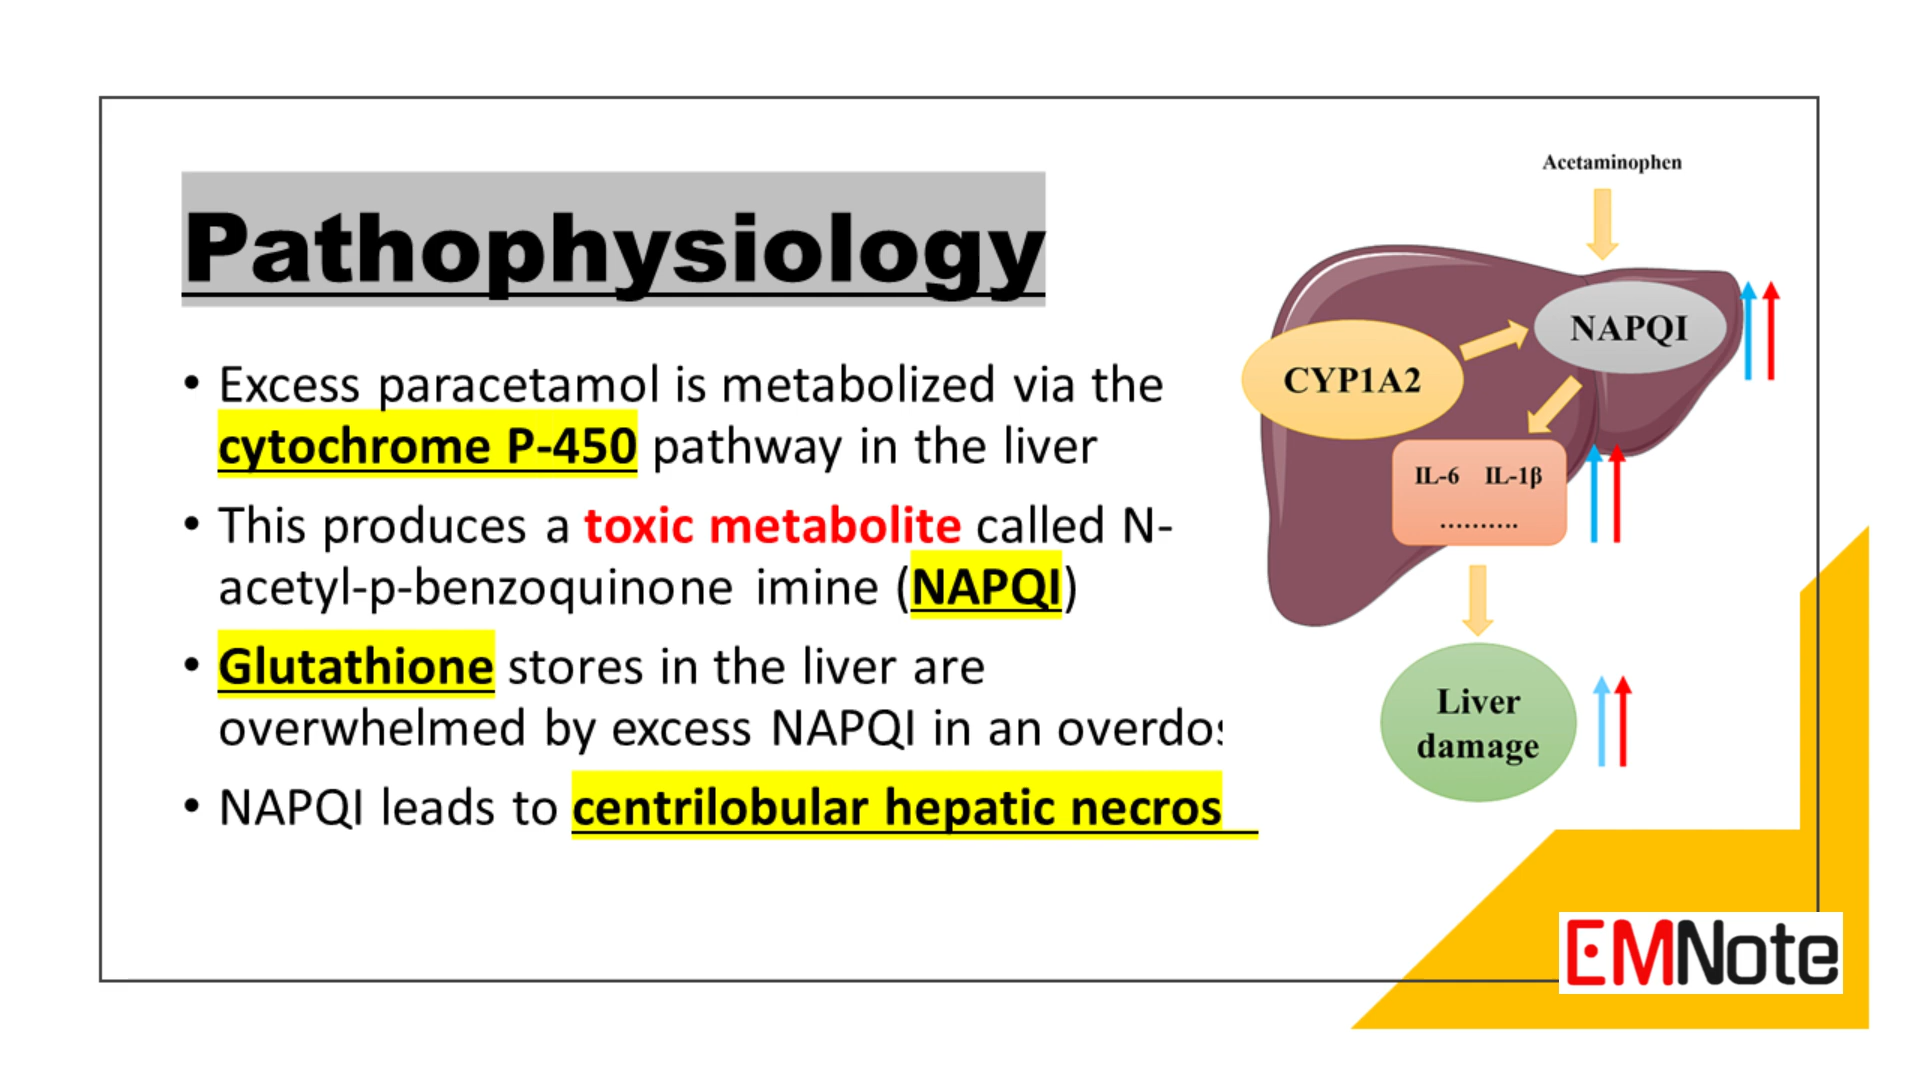 Pathophysiology
• Excess paracetamol is metabolized via the
cytochrome P-450 pathway in the liver
• This produces a toxic metabolite called N-
acetyl-p-benzoquinone imine (NAPQI)
• Glutathione stores in the liver are
overwhelmed by excess NAPQI in an overdos
• NAPQI leads to centrilobular hepatic necros
Acetaminophen
NAPQI
CYP1A2
IL-6 IL-1β
..........
Liver
damage
EMNote